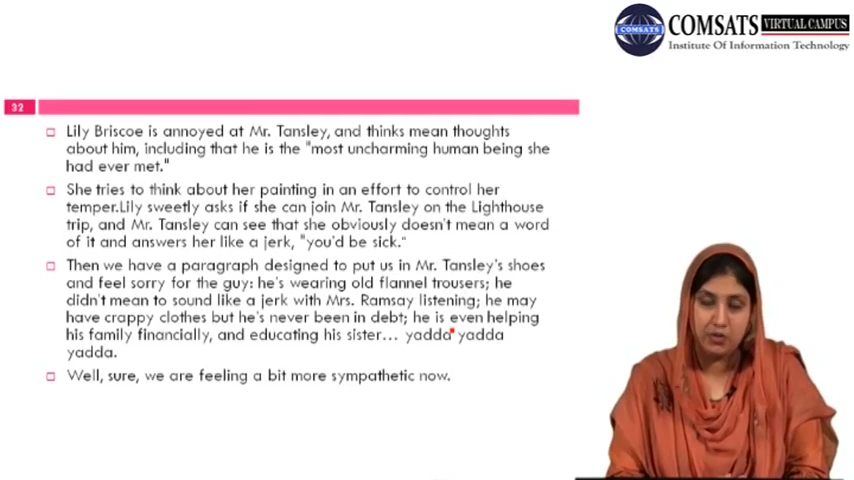 COMSATS VIRTUAL CAMPUS
COMSATS
Institute Of Information Technology
32
Lily Briscoe is annoyed at Mr. Tansley, and thinks mean thoughts
about him, including that he is the "most uncharming human being she
had ever met."
She tries to think about her painting in an effort to control her
temper.Lily sweetly asks if she can join Mr. Tansley on the Lighthouse
trip, and Mr. Tansley can see that she obviously doesn't mean a word
of it and answers her like a jerk, "you'd be sick."
Then we have a paragraph designed to put us in Mr. Tansley's shoes
and feel sorry for the guy: he's wearing old flannel trousers; he
didn't mean to sound like a jerk with Mrs. Ramsay listening; he may
have crappy clothes but he's never been in debt; he is even helping
his family financially, and educating his sister... yadda yadda
yadda.
Well, sure, we are feeling a bit more sympathetic now.